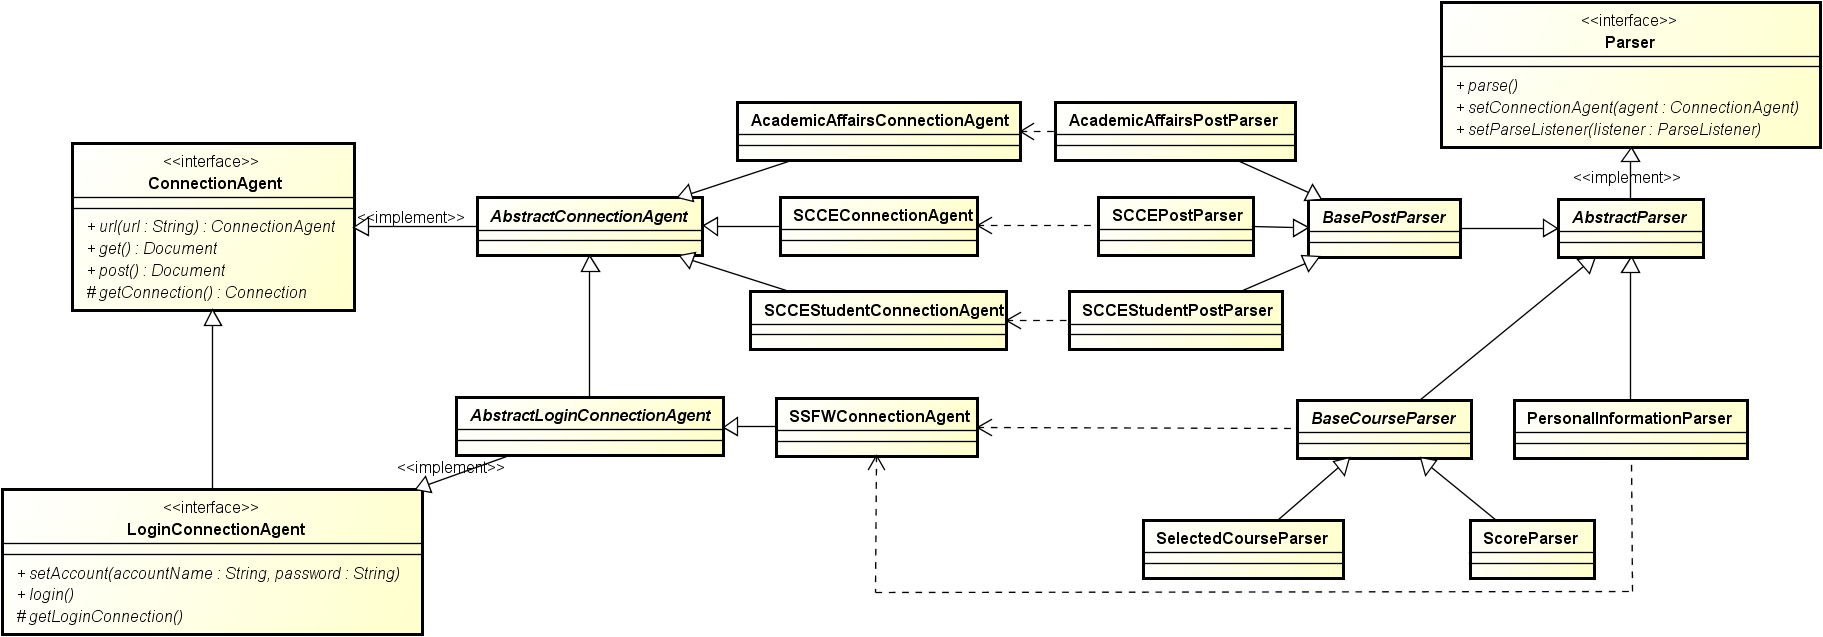 <<interface>>
Parser
+ parse()
+ setConnectionAgent(agent : ConnectionAgent)
+ setParseListener(listener : ParseListener)
<<implement>>
AcademicAffairsConnectionAgent
AcademicAffairsPostParser
<<interface>>
ConnectionAgent
+ url(url : String) : ConnectionAgent
+ get() : Document
+ post() : Document
# getConnection() : Connection
<<implement>>
AbstractConnectionAgent
SCCEConnectionAgent
SCCEPostParser
BasePostParser
AbstractParser
SCCEStudentConnectionAgent
SCCEStudentPostParser
AbstractLoginConnectionAgent
SSFWConnectionAgent
BaseCourseParser
PersonalInformationParser
<<implement>>
<<interface>>
LoginConnectionAgent
+ setAccount(accountName : String, password : String)
+ login()
# getLoginConnection()
SelectedCourseParser
ScoreParser